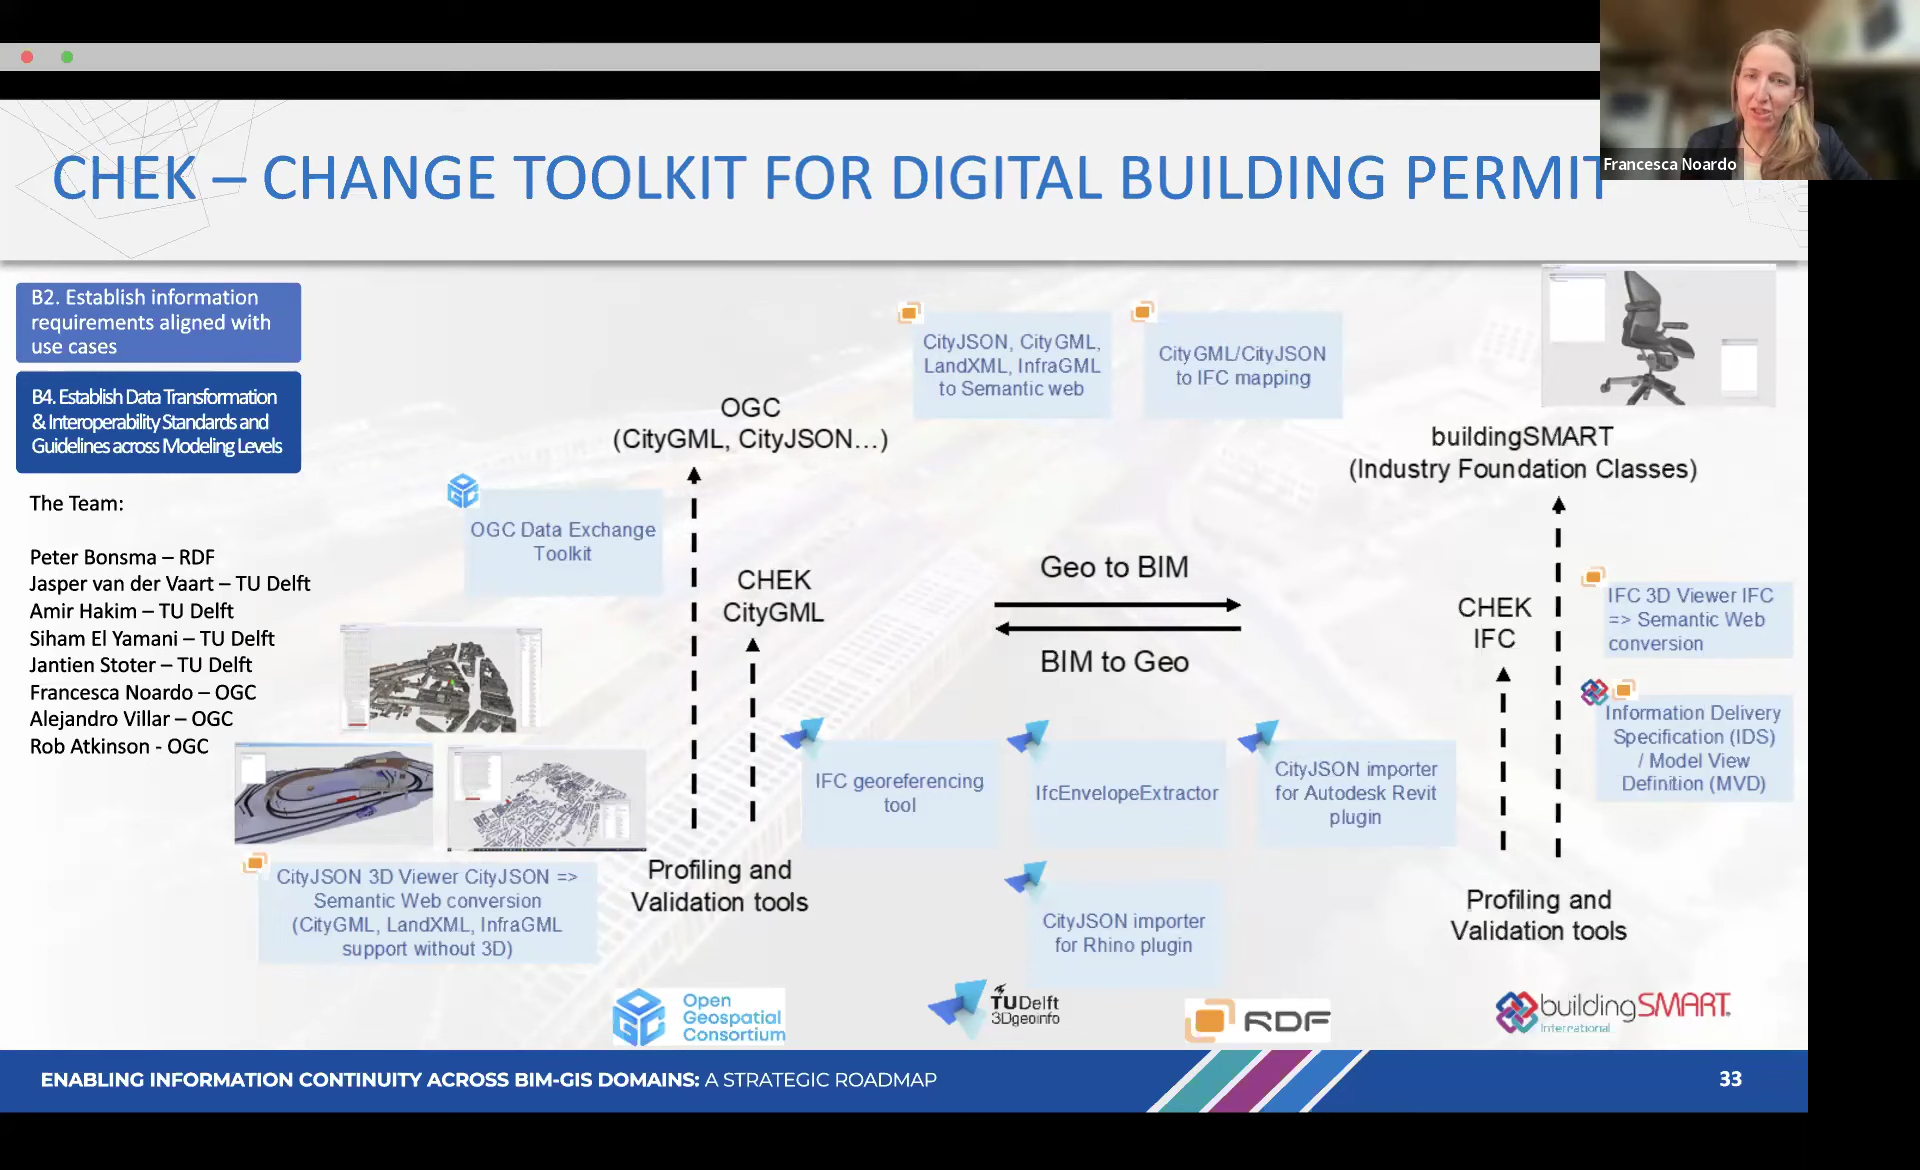 Francesca Noardo
CHEK – CHANGE TOOLKIT FOR DIGITAL BUILDING PERMIT
B2. Establish information
requirements aligned with
use cases
B4. Establish Data Transformation
& Interoperability Standards and
Guidelines across Modeling Levels
The Team:
Peter Bonsma – RDF
Jasper van der Vaart – TU Delft
Amir Hakim – TU Delft
Siham El Yamani – TU Delft
Jantien Stoter – TU Delft
Francesca Noardo – OGC
Alejandro Villar – OGC
Rob Atkinson - OGC
CityJSON, CityGML,
LandXML, InfraGML
to Semantic web
CityGML/CityJSON
to IFC mapping
OGC
(CityGML, CityJSON…)
buildingSMART
(Industry Foundation Classes)
OGC Data Exchange
Toolkit
CHEK
CityGML
Geo to BIM
BIM to Geo
CHEK
IFC
IFC 3D Viewer IFC
=> Semantic Web
conversion
Information Delivery
Specification (IDS)
/ Model View
Definition (MVD)
IFC georeferencing
tool
IfcEnvelopeExtractor
CityJSON importer
for Autodesk Revit
plugin
CityJSON 3D Viewer CityJSON =>
Semantic Web conversion
(CityGML, LandXML, InfraGML
support without 3D)
Profiling and
Validation tools
CityJSON importer
for Rhino plugin
Profiling and
Validation tools
Open
Geospatial
Consortium
TUDelft
3Dgeoinfo
RDF
buildingSMART
International
ENABLING INFORMATION CONTINUITY ACROSS BIM-GIS DOMAINS: A STRATEGIC ROADMAP
33